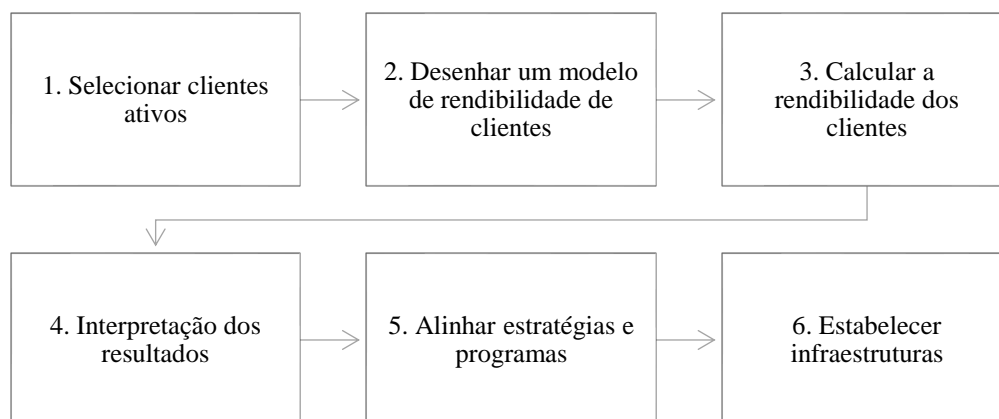 1. Selecionar clientes
ativos
2. Desenhar um modelo
de rendibilidade de
clientes
3. Calcular a
rendibilidade dos
clientes
4. Interpretação dos
resultados
5. Alinhar estratégias e
programas
6. Estabelecer
infraestruturas